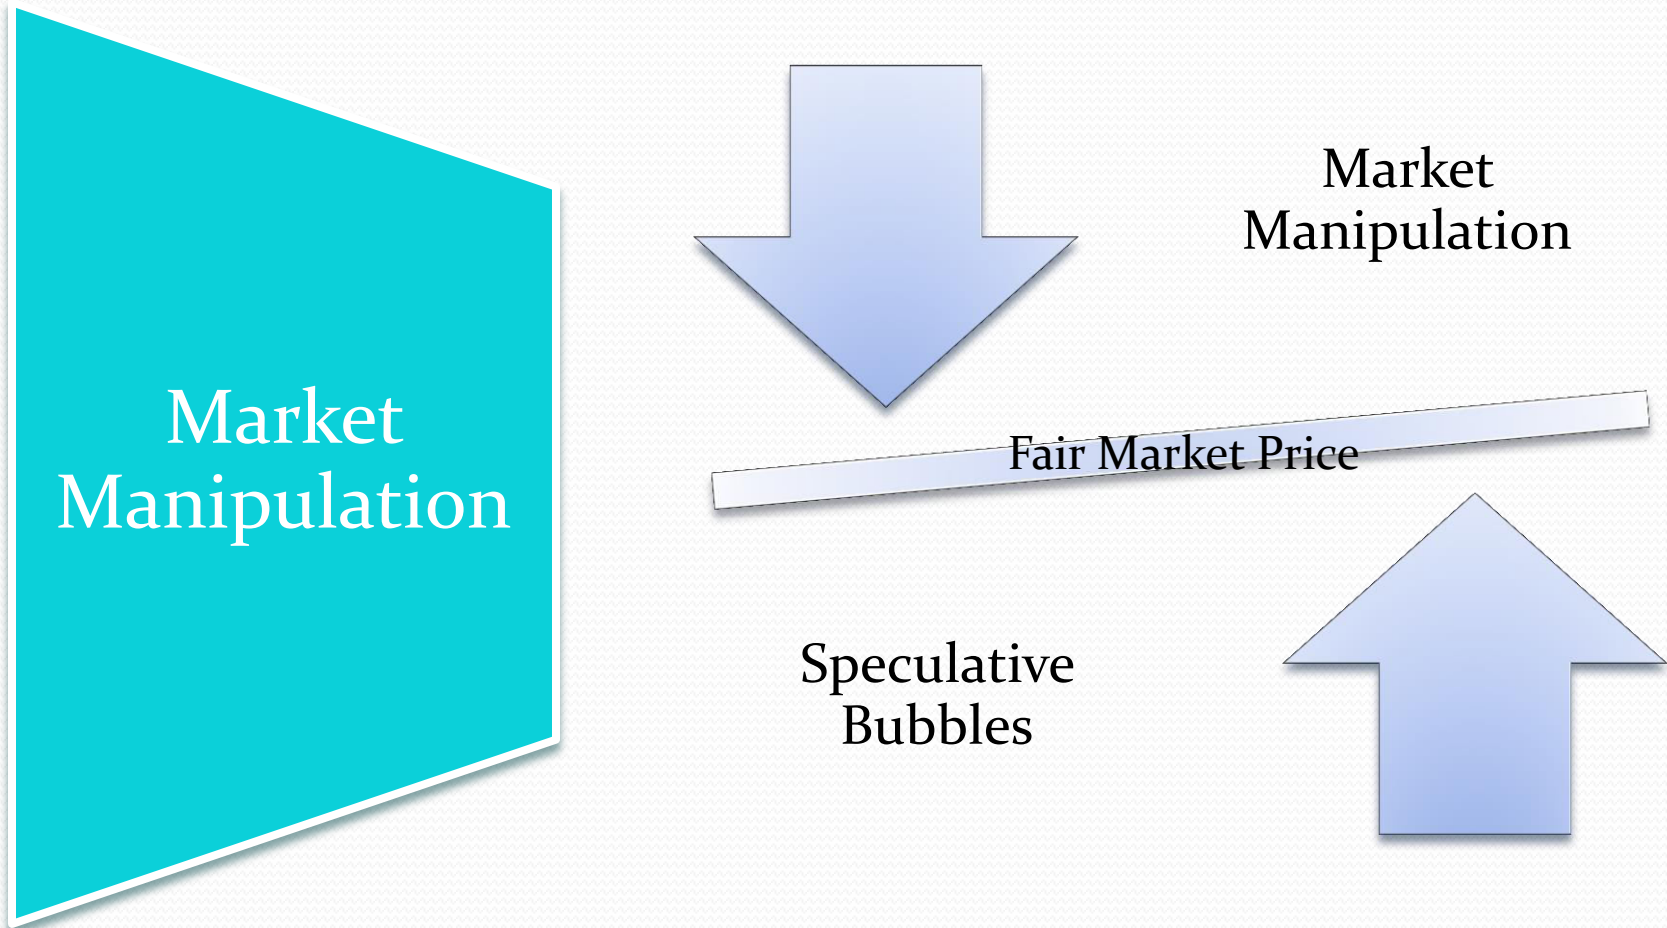 Market
Manipulation
Market
Manipulation
Fair Market Price
Speculative
Bubbles